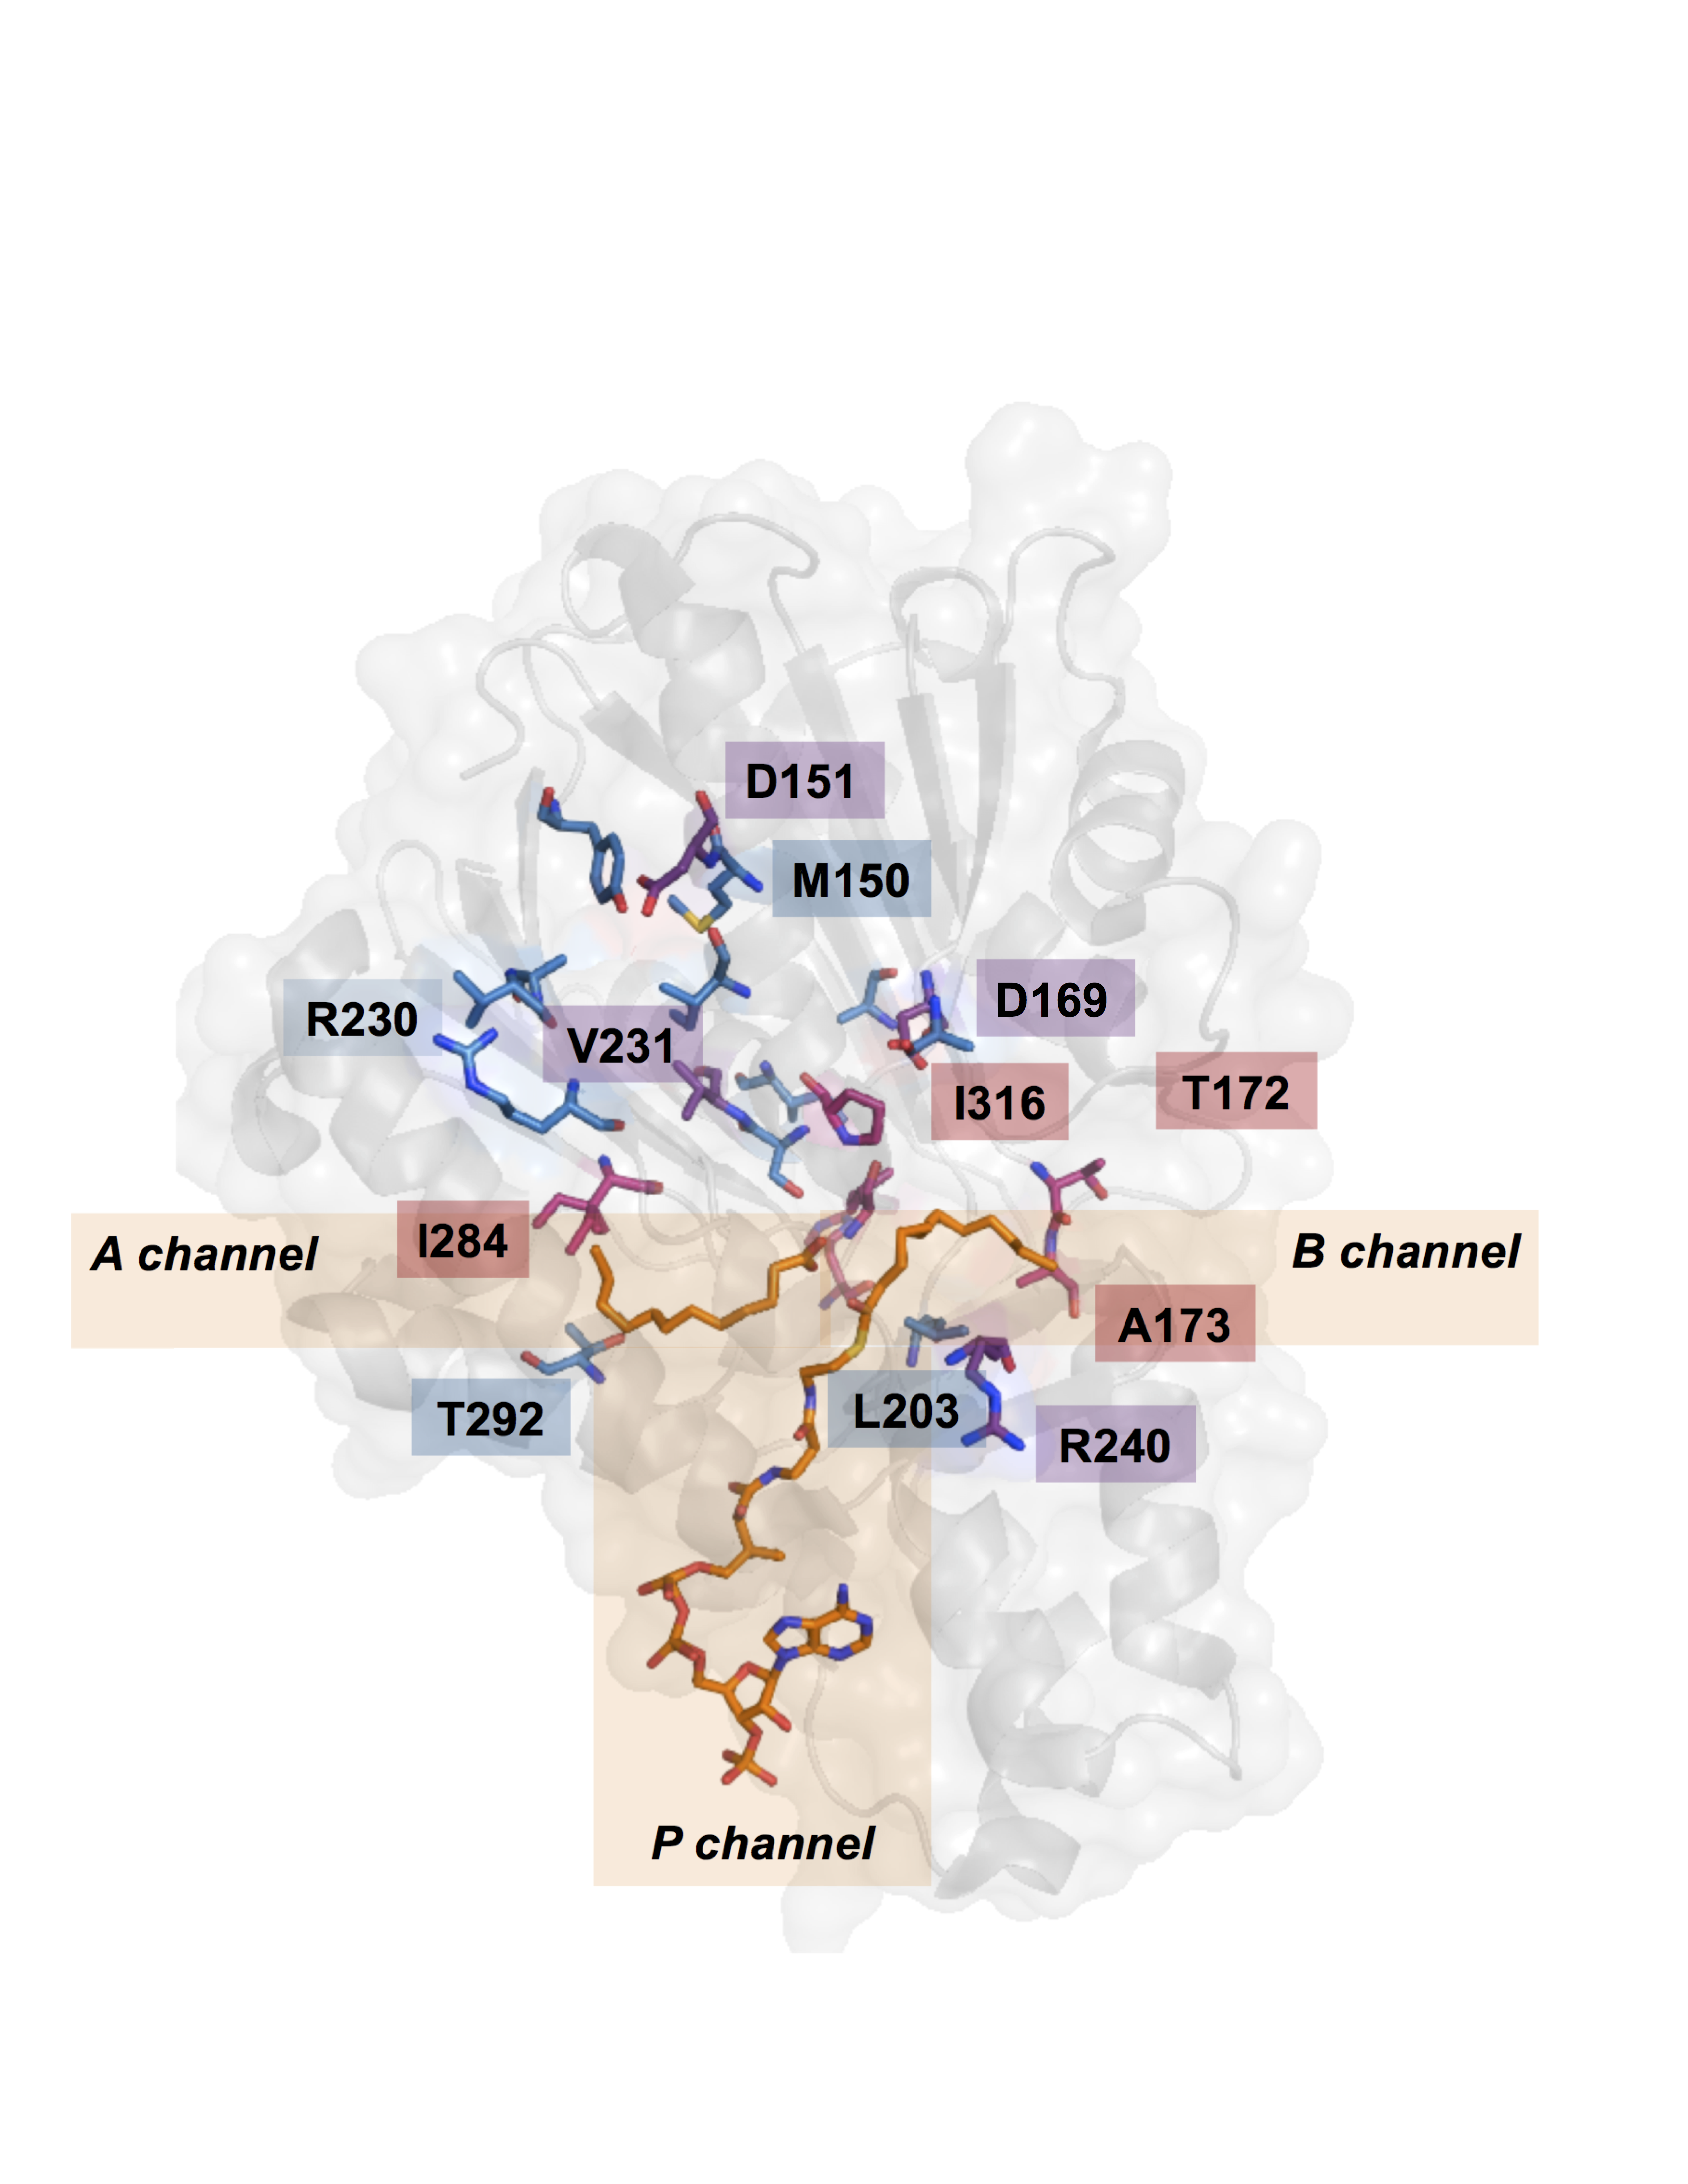 D151
M150
D169
R230
V231
I316
T172
I284
A channel
B channel
A173
T292
L203
R240
P channel